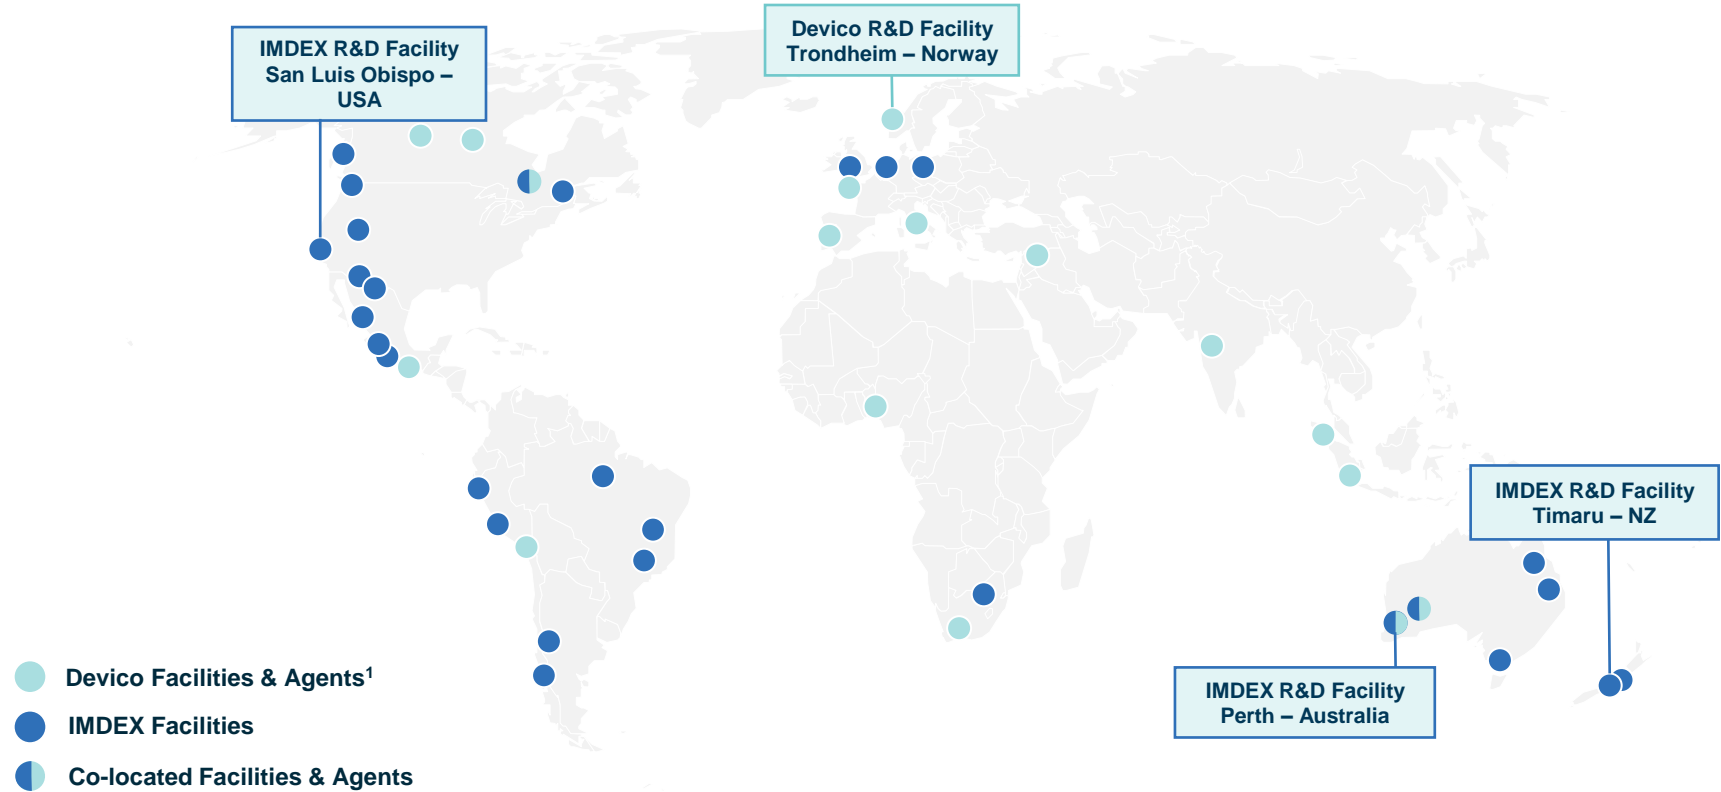 IMDEX R&D Facility
San Luis Obispo –
USA
Devico R&D Facility
Trondheim – Norway
IMDEX R&D Facility
Timaru – NZ
IMDEX R&D Facility
Perth – Australia
Devico Facilities & Agents¹
IMDEX Facilities
Co-located Facilities & Agents